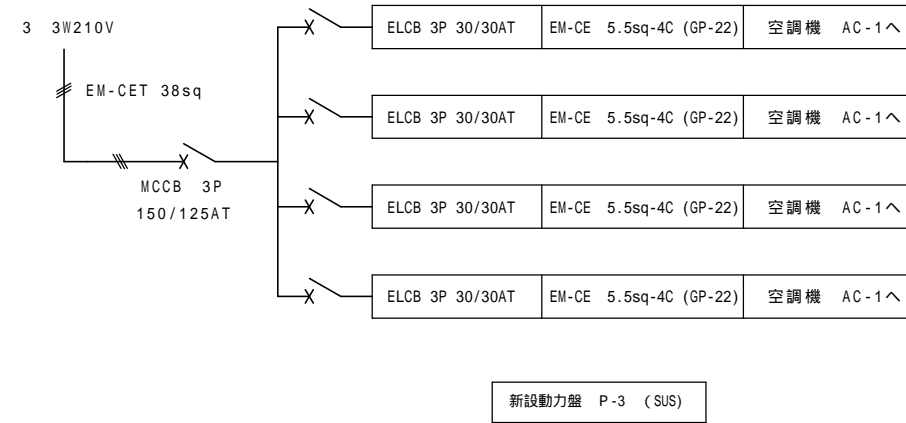 3 3W210V
EM-CET 38sq
MCCB 3P
150/125AT
ELCB 3P 30/30AT EM-CE 5.5sq-4C (GP-22) 空調機 AC-1へ
ELCB 3P 30/30AT EM-CE 5.5sq-4C (GP-22) 空調機 AC-1へ
ELCB 3P 30/30AT EM-CE 5.5sq-4C (GP-22) 空調機 AC-1へ
ELCB 3P 30/30AT EM-CE 5.5sq-4C (GP-22) 空調機 AC-1へ
新設動力盤 P-3 (SUS)